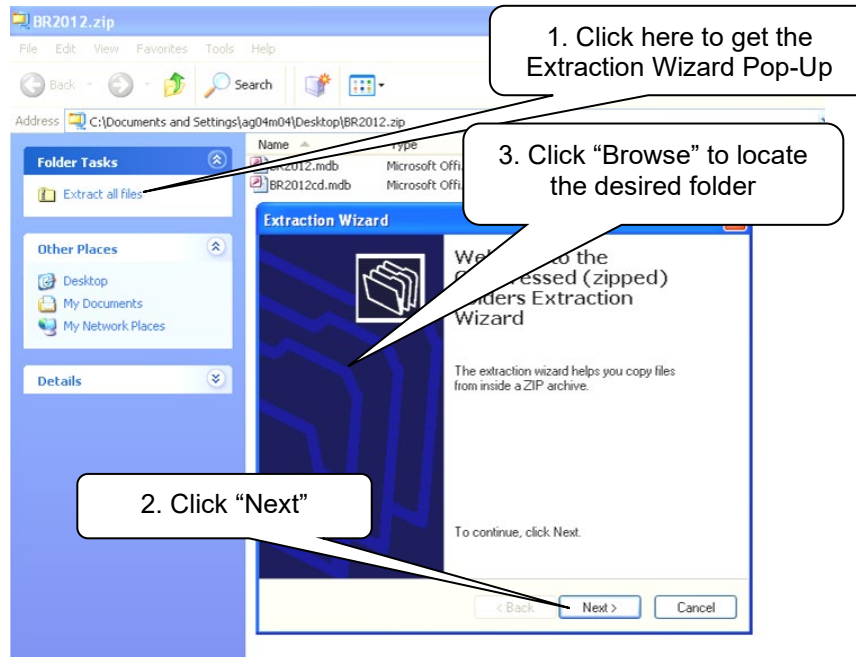 BR2012.zip
File Edit View Favorites Tools Help
1. Click here to get the
Extraction Wizard Pop-Up
Back Search
Address C:\Documents and Settings\ag04m04\Desktop\BR2012.zip
Name Type
Folder Tasks
BR2012.mdb Microsoft Offi
BR2012cd.mdb Microsoft Offi
3. Click “Browse” to locate
the desired folder
Extract all files
Extraction Wizard
Other Places
Desktop
My Documents
My Network Places
Details
to the
(zipped)
Extraction
Wizard
The extraction wizard helps you copy files
from inside a ZIP archive.
2. Click “Next”
To continue, click Next.
< Back Next > Cancel